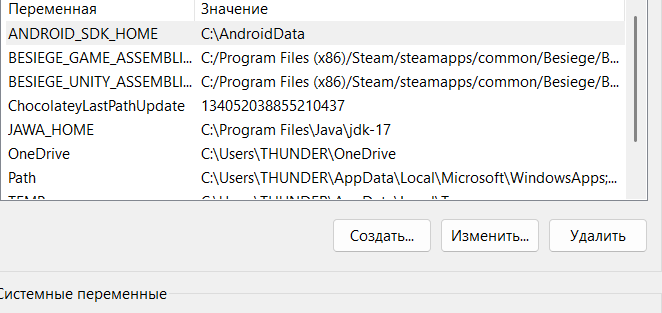 Переменная Значение
ANDROID_SDK_HOME C:\AndroidData
BESIEGE_GAME_ASSEMBLI... C:/Program Files (x86)/Steam/steamapps/common/Besiege/B...
BESIEGE_UNITY_ASSEMBLI... C:/Program Files (x86)/Steam/steamapps/common/Besiege/B...
ChocolateyLastPathUpdate 134052038855210437
JAWA_HOME C:\Program Files\Java\jdk-17
OneDrive C:\Users\THUNDER\OneDrive
Path C:\Users\THUNDER\AppData\Local\Microsoft\WindowsApps;...
Создать... Изменить... Удалить
Системные переменные